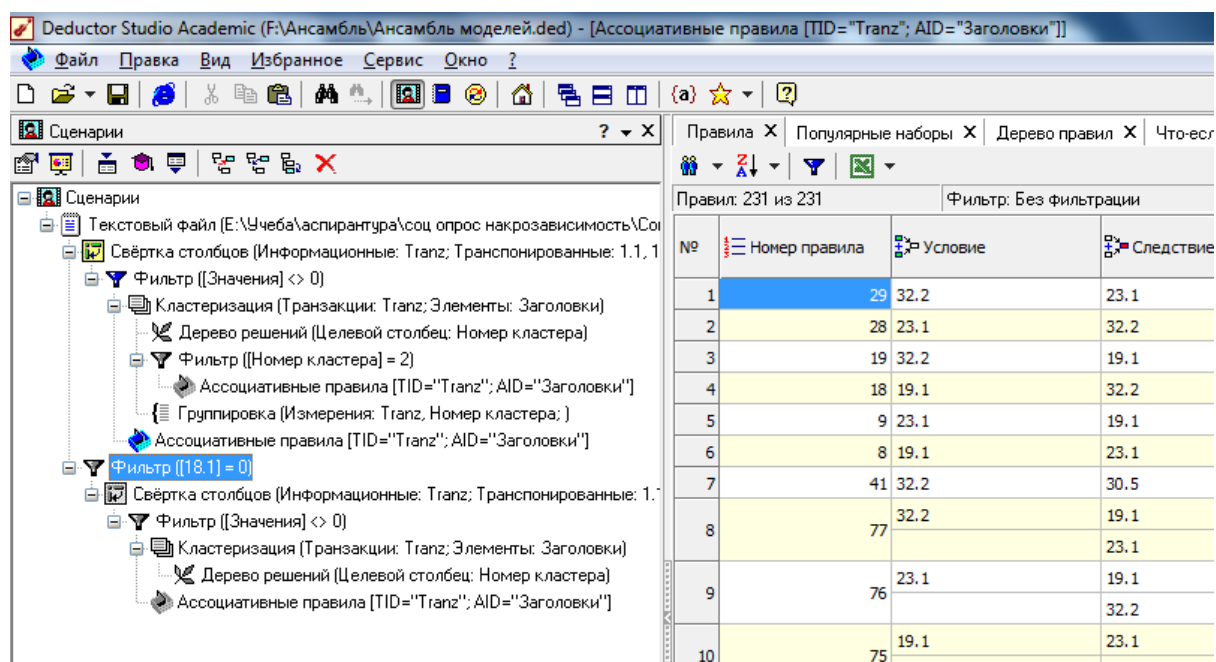 Deductor Studio Academic (F:\Ансамбль\Ансамбль моделей.ded) - [Ассоциативные правила [TID="Tranz"; AID="Заголовки"]]
Файл Правка Вид Избранное Сервис Окно ?
Сценарии
Сценарии
Текстовый файл (E:\Учеба\аспирантура\соц опрос накрозависимость\Со
Свёртка столбцов (Информационные: Tranz; Транспонированные: 1.1, 1
Фильтр ([Значения] <> 0)
Кластеризация (Транзакции: Tranz; Элементы: Заголовки)
Дерево решений (Целевой столбец: Номер кластера)
Фильтр ([Номер кластера] = 2)
Ассоциативные правила [TID="Tranz"; AID="Заголовки"]
Группировка (Измерения: Tranz, Номер кластера; )
Ассоциативные правила [TID="Tranz"; AID="Заголовки"]
Фильтр ([18.1] = 0)
Свёртка столбцов (Информационные: Tranz; Транспонированные: 1.
Фильтр ([Значения] <> 0)
Кластеризация (Транзакции: Tranz; Элементы: Заголовки)
Дерево решений (Целевой столбец: Номер кластера)
Ассоциативные правила [TID="Tranz"; AID="Заголовки"]
Правила X Популярные наборы X Дерево правил X Что-есл
Правил: 231 из 231 Фильтр: Без фильтрации
№ Номер правила Условие Следствие
1 29 32.2 23.1
2 28 23.1 32.2
3 19 32.2 19.1
4 18 19.1 32.2
5 9 23.1 19.1
6 8 19.1 23.1
7 41 32.2 30.5
8 77 32.2 19.1
23.1
9 76 23.1 19.1
32.2
10 75 19.1 23.1